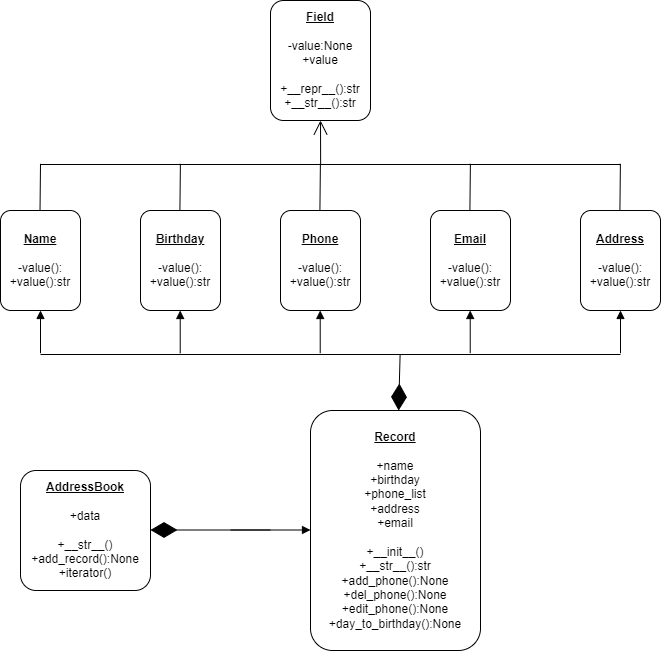 Field
-value:None
+value
+__repr__():str
+__str__():str
Name
-value():
+value():str
Birthday
-value():
+value():str
Phone
-value():
+value():str
Email
-value():
+value():str
Address
-value():
+value():str
Record
+name
+birthday
+phone_list
+address
+email
+__init__()
+__str__():str
+add_phone():None
+del_phone():None
+edit_phone():None
+day_to_birthday():None
AddressBook
+data
+__str__()
+add_record():None
+iterator()